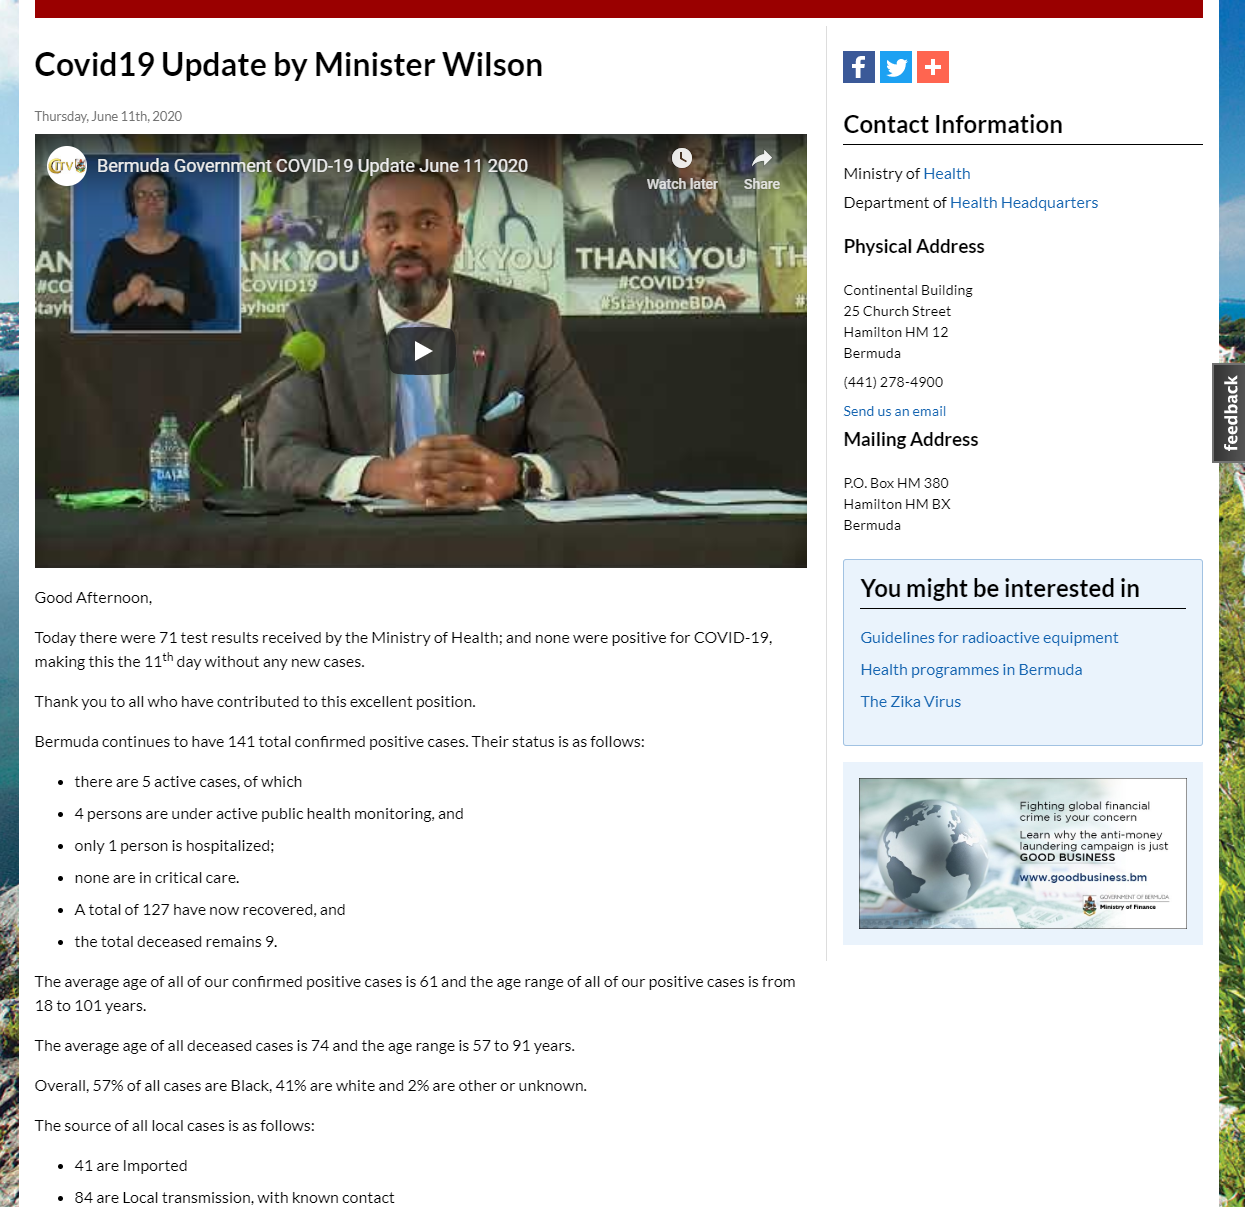 Covid19 Update by Minister Wilson
Thursday, June 11th, 2020
Bermuda Government COVID-19 Update June 11 2020
Watch later
Share
THANK YOU
#COVID19
#StayhomeBDA
Good Afternoon,
Today there were 71 test results received by the Ministry of Health; and none were positive for COVID-19,
making this the 11th day without any new cases.
Thank you to all who have contributed to this excellent position.
Bermuda continues to have 141 total confirmed positive cases. Their status is as follows:
• there are 5 active cases, of which
• 4 persons are under active public health monitoring, and
• only 1 person is hospitalized;
• none are in critical care.
• A total of 127 have now recovered, and
• the total deceased remains 9.
The average age of all of our confirmed positive cases is 61 and the age range of all of our positive cases is from
18 to 101 years.
The average age of all deceased cases is 74 and the age range is 57 to 91 years.
Overall, 57% of all cases are Black, 41% are white and 2% are other or unknown.
The source of all local cases is as follows:
• 41 are Imported
• 84 are Local transmission, with known contact
Contact Information
Ministry of Health
Department of Health Headquarters
Physical Address
Continental Building
25 Church Street
Hamilton HM 12
Bermuda
(441) 278-4900
Send us an email
Mailing Address
P.O. Box HM 380
Hamilton HM BX
Bermuda
You might be interested in
Guidelines for radioactive equipment
Health programmes in Bermuda
The Zika Virus
Fighting global financial
crime is your concern
Learn why the anti-money
laundering campaign is just
GOOD BUSINESS
www.goodbusiness.bm
GOVERNMENT OF BERMUDA
Ministry of Finance
feedback